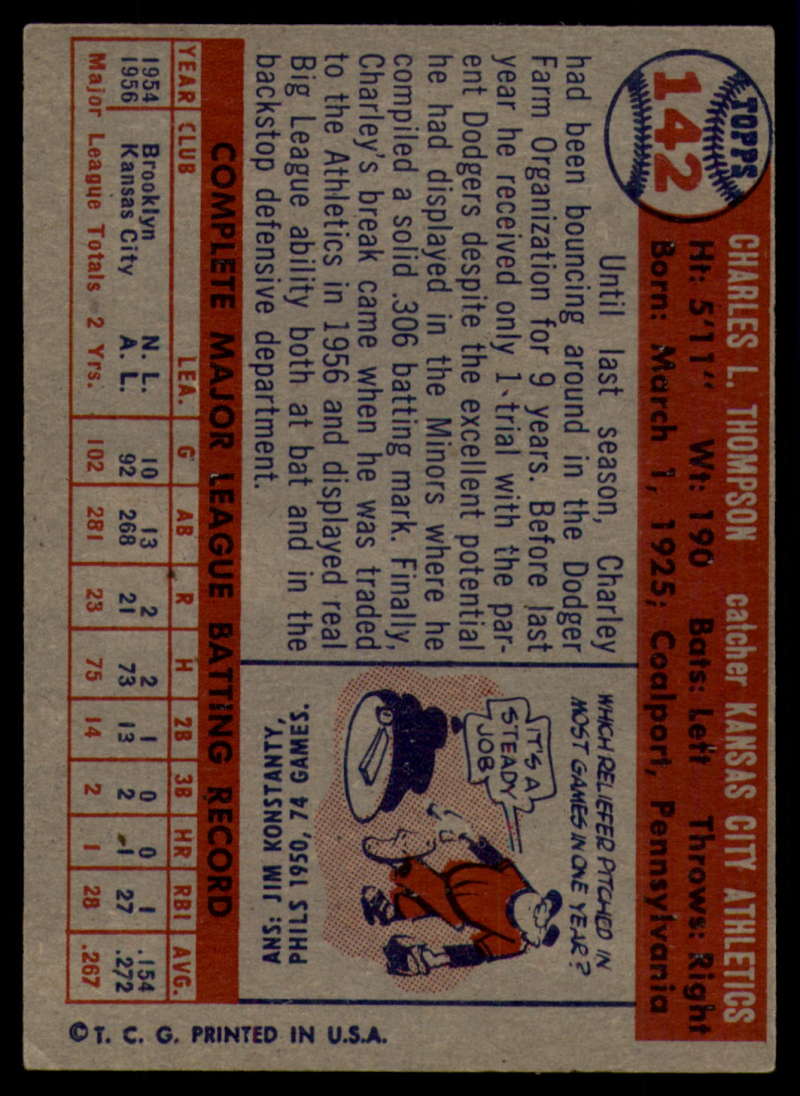 TOPPS
142
CHARLES L. THOMPSON catcher KANSAS CITY ATHLETICS
Ht: 5'11" Wt: 190 Bats: Left Throws: Right
Born: March 1, 1925; Coalport, Pennsylvania
Until last season, Charley
had been bouncing around in the Dodger
Farm Organization for 9 years. Before last
year he received only 1 trial with the par-
ent Dodgers despite the excellent potential
he had displayed in the Minors where he
compiled a solid .306 batting mark. Finally,
Charley's break came when he was traded
to the Athletics in 1956 and displayed real
Big League ability both at bat and in the
backstop defensive department.
WHICH RELIEFER PITCHED IN
MOST GAMES IN ONE YEAR?
IT'S A
STEADY
JOB
ANS: JIM KONSTANTY,
PHILS 1950, 74 GAMES.
COMPLETE MAJOR LEAGUE BATTING RECORD
YEAR CLUB LEA. G AB R H 2B 3B HR RBI AVG.
1954 Brooklyn N. L. 10 13 2 2 1 0 0 1 .154
1956 Kansas City A. L. 92 268 21 73 13 2 1 27 .272
Major League Totals - 2 Yrs. 102 281 23 75 14 2 1 28 .267
© T. C. G. PRINTED IN U.S.A.